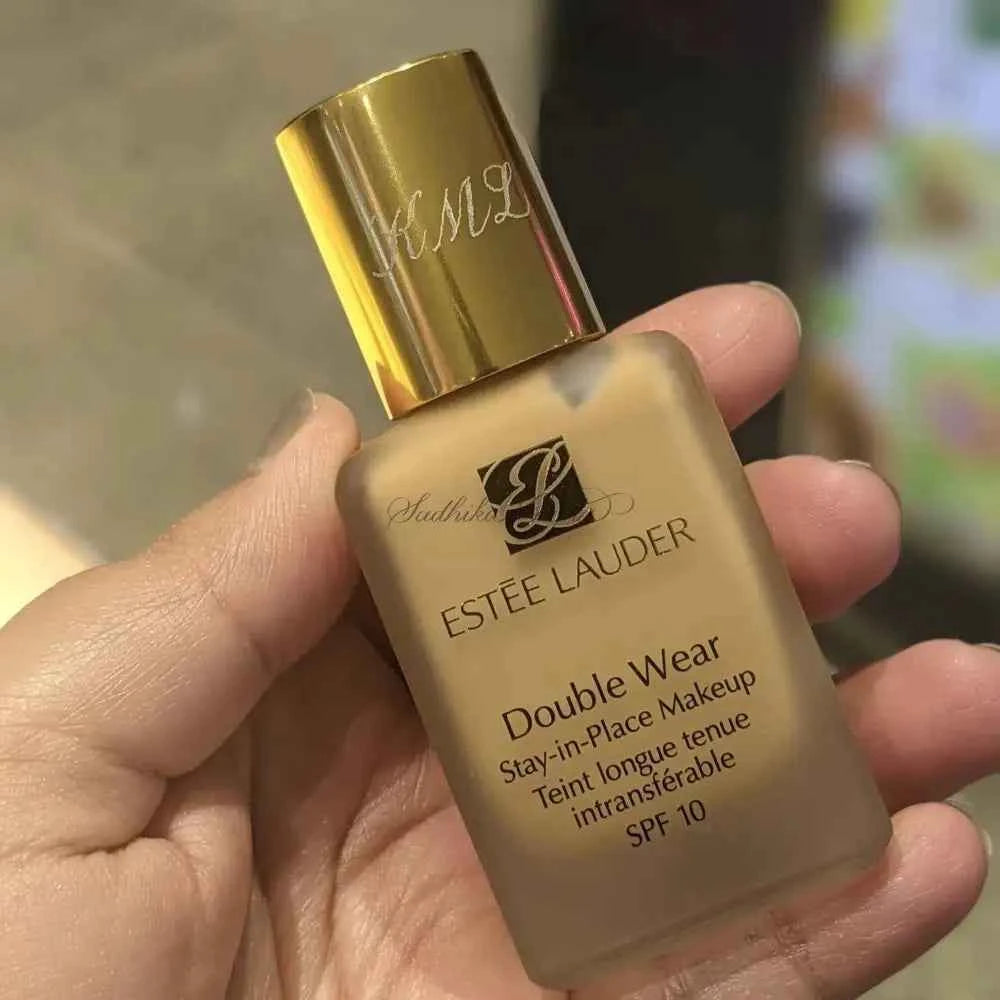 KML
Sadhika
EL
ESTĒE LAUDER
Double Wear
Stay-in-Place Makeup
Teint longue tenue
intransférable
SPF 10